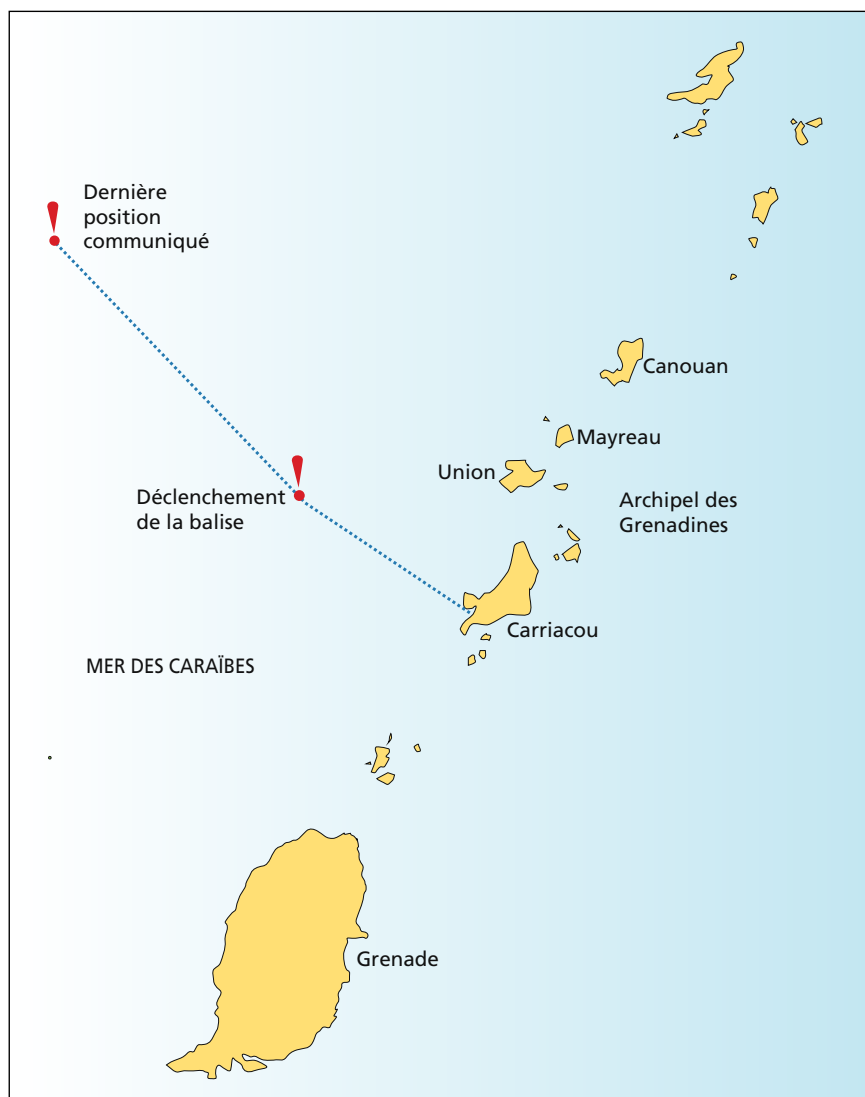 Dernière
position
communiqué
Canouan
Mayreau
Union
Déclenchement
de la balise
Archipel des
Grenadines
Carriacou
MER DES CARAÏBES
Grenade